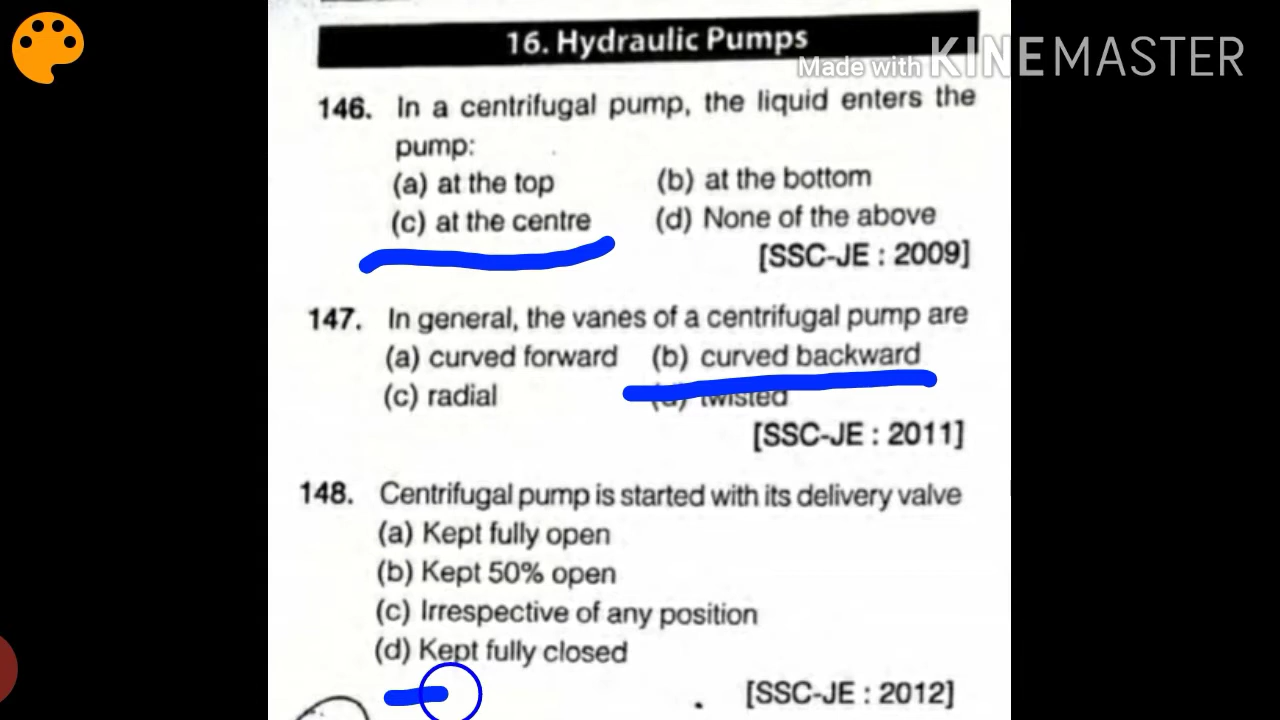 16. Hydraulic Pumps
Made with KINEMASTER
146. In a centrifugal pump, the liquid enters the
pump:
(a) at the top (b) at the bottom
(c) at the centre (d) None of the above
[SSC-JE : 2009]
147. In general, the vanes of a centrifugal pump are
(a) curved forward (b) curved backward
(c) radial (d) twisted
[SSC-JE : 2011]
148. Centrifugal pump is started with its delivery valve
(a) Kept fully open
(b) Kept 50% open
(c) Irrespective of any position
(d) Kept fully closed
[SSC-JE : 2012]